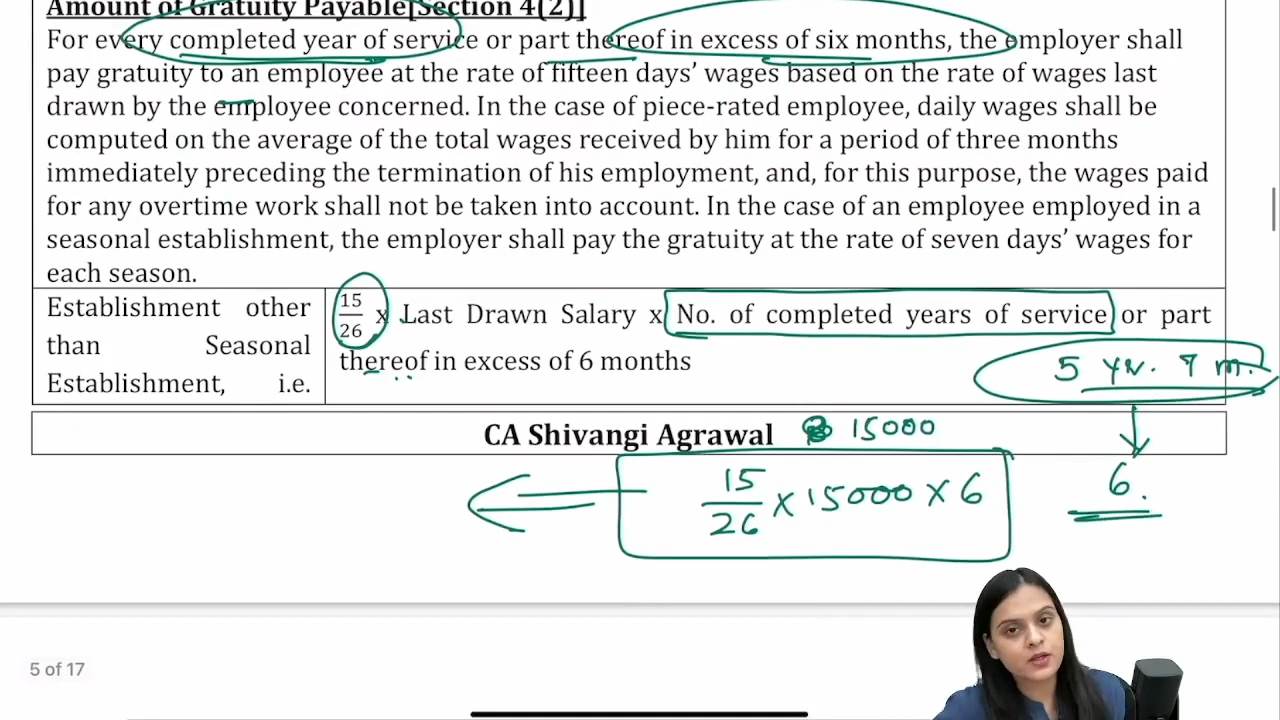 Amount of Gratuity Payable[Section 4(2)]
For every completed year of service or part thereof in excess of six months, the employer shall
pay gratuity to an employee at the rate of fifteen days’ wages based on the rate of wages last
drawn by the employee concerned. In the case of piece-rated employee, daily wages shall be
computed on the average of the total wages received by him for a period of three months
immediately preceding the termination of his employment, and, for this purpose, the wages paid
for any overtime work shall not be taken into account. In the case of an employee employed in a
seasonal establishment, the employer shall pay the gratuity at the rate of seven days’ wages for
each season.
Establishment other
than Seasonal
Establishment, i.e.
15/26 x Last Drawn Salary x No. of completed years of service or part
thereof in excess of 6 months
5 yr. 7 m.
CA Shivangi Agrawal
15000
15/26 x 15000 x 6
6.
5 of 17